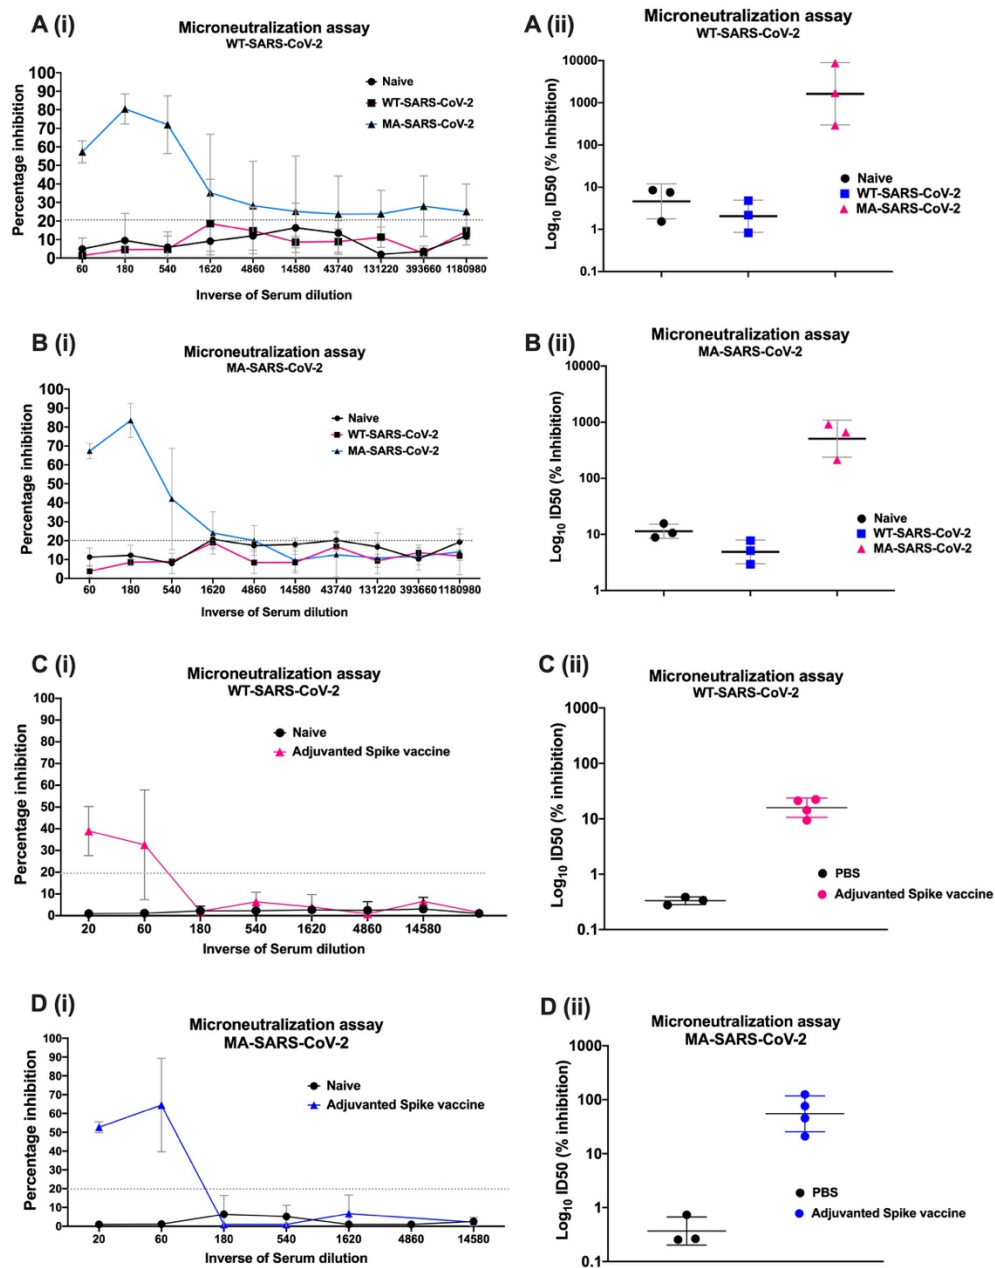 A (i)
Microneutralization assay
WT-SARS-CoV-2
Percentage inhibition
100
90
80
70
60
50
40
30
20
10
0
Naive
WT-SARS-CoV-2
MA-SARS-CoV-2
60 180 540 1620 4860 14580 43740 131220 393660 1180980
Inverse of Serum dilution
A (ii)
Microneutralization assay
WT-SARS-CoV-2
Log10 ID50 (% Inhibition)
10000
1000
10
1
0.1
Naive
WT-SARS-CoV-2
MA-SARS-CoV-2
B (i)
Microneutralization assay
MA-SARS-CoV-2
Percentage inhibition
100
90
80
70
60
50
40
30
20
10
0
Naive
WT-SARS-CoV-2
MA-SARS-CoV-2
60 180 540 1620 4860 14580 43740 131220 393660 1180980
Inverse of Serum dilution
B (ii)
Microneutralization assay
MA-SARS-CoV-2
Log10 ID50 (% Inhibition)
10000
1000
100
10
1
Naive
WT-SARS-CoV-2
MA-SARS-CoV-2
C (i)
Microneutralization assay
WT-SARS-CoV-2
Percentage inhibition
100
90
80
70
60
50
40
30
20
10
0
Naive
Adjuvanted Spike vaccine
20 60 180 540 1620 4860 14580
Inverse of Serum dilution
C (ii)
Microneutralization assay
WT-SARS-CoV-2
Log10 ID50 (% inhibition)
1000
100
10
1
0.1
PBS
Adjuvanted Spike vaccine
D (i)
Microneutralization assay
MA-SARS-CoV-2
Percentage inhibition
100
90
80
70
60
50
40
30
20
10
0
Naive
Adjuvanted Spike vaccine
20 60 180 540 1620 4860 14580
Inverse of Serum dilution
D (ii)
Microneutralization assay
MA-SARS-CoV-2
Log10 ID50 (% inhibition)
1000
100
10
1
0.1
PBS
Adjuvanted Spike vaccine